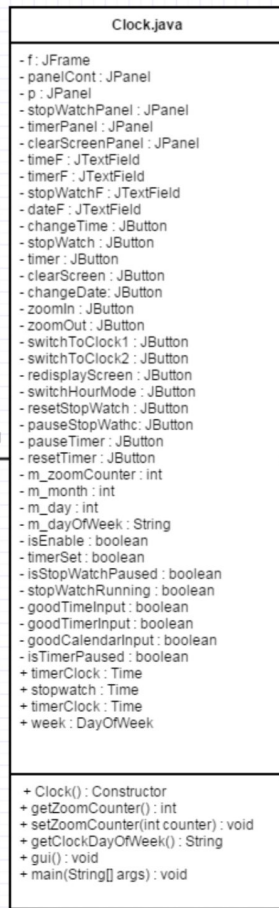 Clock.java
- f : JFrame
- panelCont : JPanel
- p : JPanel
- stopWatchPanel : JPanel
- timerPanel : JPanel
- clearScreenPanel : JPanel
- timeF : JTextField
- timerF : JTextField
- stopWatchF : JTextField
- dateF : JTextField
- changeTime : JButton
- stopWatch : JButton
- timer : JButton
- clearScreen : JButton
- changeDate: JButton
- zoomIn : JButton
- zoomOut : JButton
- switchToClock1 : JButton
- switchToClock2 : JButton
- redisplayScreen : JButton
- switchHourMode : JButton
- resetStopWatch : JButton
- pauseStopWathc: JButton
- pauseTimer : JButton
- resetTimer : JButton
- m_zoomCounter : int
- m_month : int
- m_day : int
- m_dayOfWeek : String
- isEnable : boolean
- timerSet : boolean
- isStopWatchPaused : boolean
- stopWatchRunning : boolean
- goodTimeInput : boolean
- goodTimerInput : boolean
- goodCalendarInput : boolean
- isTimerPaused : boolean
+ timerClock : Time
+ stopwatch : Time
+ timerClock : Time
+ week : DayOfWeek
+ Clock() : Constructor
+ getZoomCounter() : int
+ setZoomCounter(int counter) : void
+ getClockDayOfWeek() : String
+ gui() : void
+ main(String[] args) : void